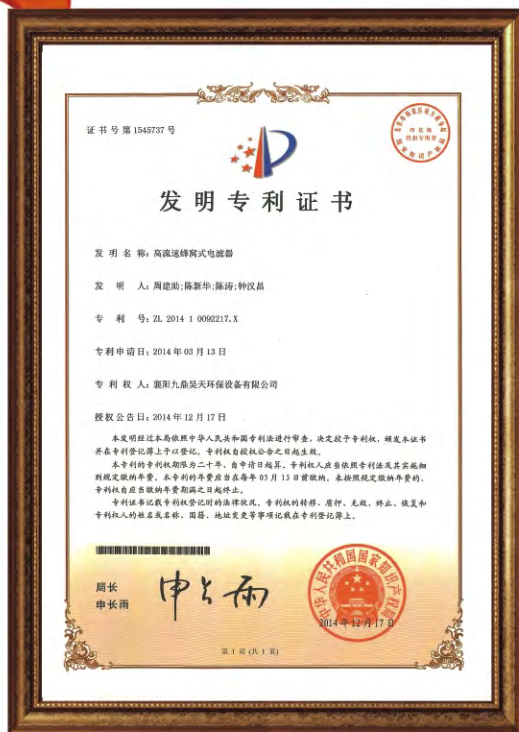 证书号第1545737号
发明专利证书
发 明 名 称：高流速蜂窝式电滤器
发 明 人：周建勋;陈新华;陈涛;钟汉昌
专 利 号：ZL 2014 1 0092217.X
专利申请日：2014年03月13日
专 利 权 人：襄阳九鼎昊天环保设备有限公司
授权公告日：2014年12月17日
本发明经过本局依照中华人民共和国专利法进行审查，决定授予专利权，颁发本证书
并在专利登记簿上予以登记。专利权自授权公告之日起生效。
本专利的专利权期限为二十年，自申请日起算。专利权人应当依照专利法及其实施细
则规定缴纳年费。本专利的年费应当在每年03月13日前缴纳。未按照规定缴纳年费的，
专利权自应当缴纳年费期满之日起终止。
专利证书记载专利权登记时的法律状况。专利权的转移、质押、无效、终止、恢复和
专利权人的姓名或名称、国籍、地址变更等事项记载在专利登记簿上。
局长
申长雨
申长雨
中华人民共和国国家知识产权局
2014年12月17日
第 1 页 (共 1 页)